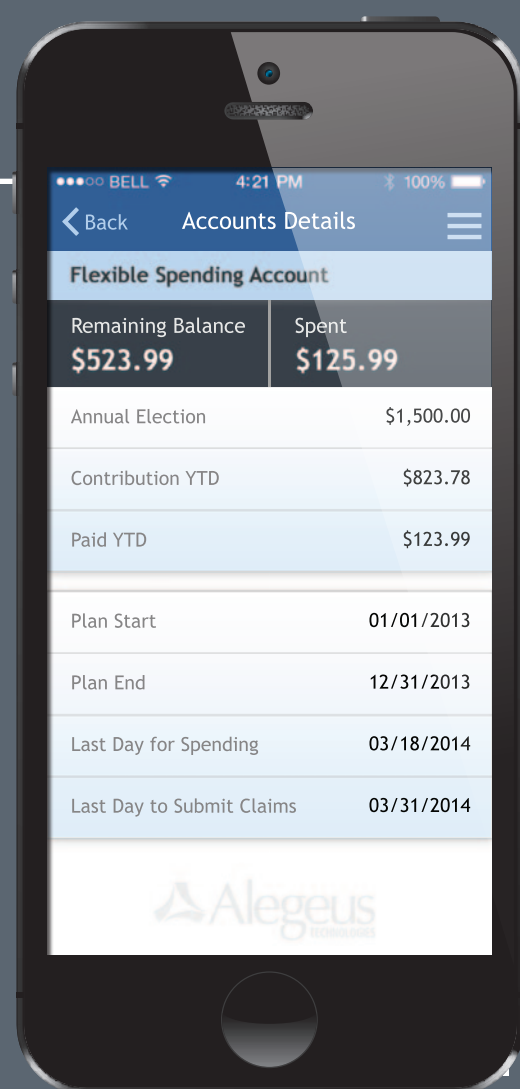 BELL 4:21 PM 100%
Back Accounts Details
Flexible Spending Account
Remaining Balance Spent
$523.99 $125.99
Annual Election $1,500.00
Contribution YTD $823.78
Paid YTD $123.99
Plan Start 01/01/2013
Plan End 12/31/2013
Last Day for Spending 03/18/2014
Last Day to Submit Claims 03/31/2014
Alegeus
TECHNOLOGIES